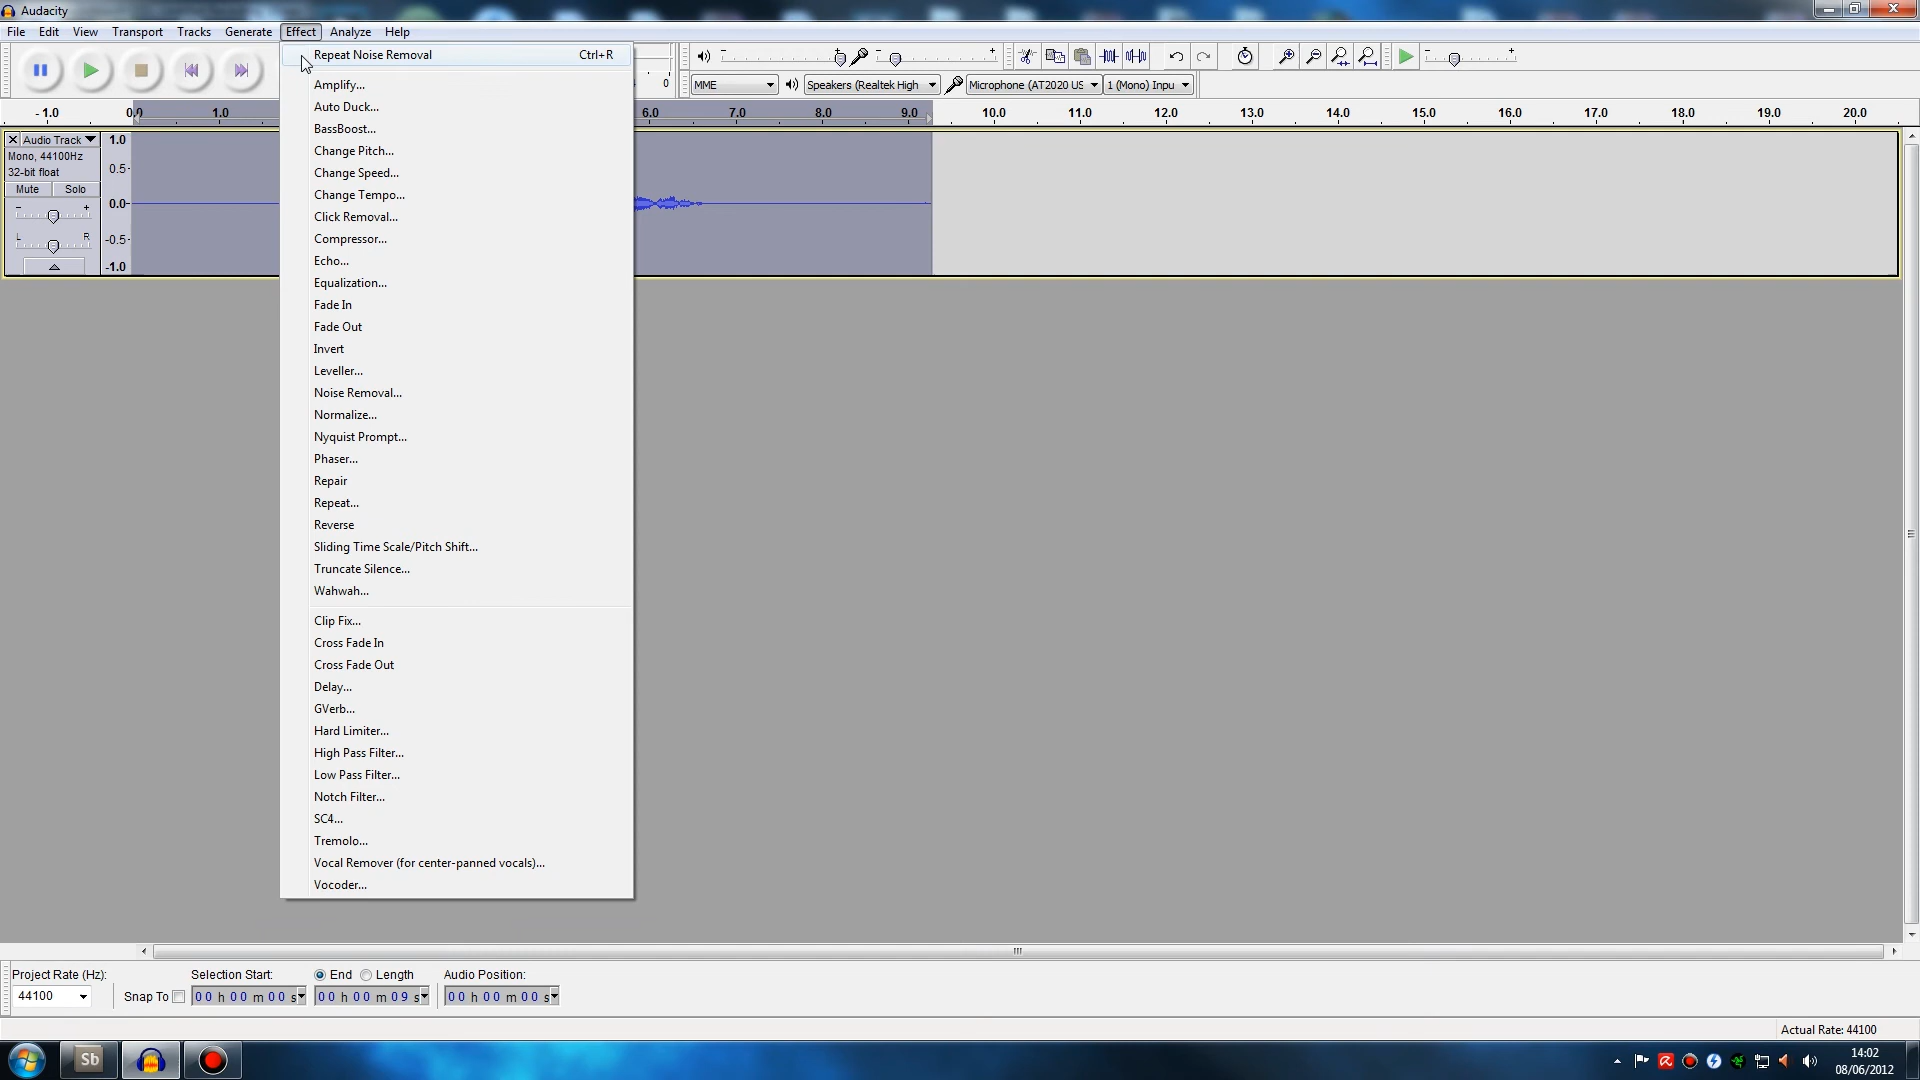 Audacity
File Edit View Transport Tracks Generate Effect Analyze Help
Repeat Noise Removal Ctrl+R
Amplify...
Auto Duck...
BassBoost...
Change Pitch...
Change Speed...
Change Tempo...
Click Removal...
Compressor...
Echo...
Equalization...
Fade In
Fade Out
Invert
Leveller...
Noise Removal...
Normalize...
Nyquist Prompt...
Phaser...
Repair
Repeat...
Reverse
Sliding Time Scale/Pitch Shift...
Truncate Silence...
Wahwah...
Clip Fix...
Cross Fade In
Cross Fade Out
Delay...
GVerb...
Hard Limiter...
High Pass Filter...
Low Pass Filter...
Notch Filter...
SC4...
Tremolo...
Vocal Remover (for center-panned vocals)...
Vocoder...
0
- + - + - +
MME Speakers (Realtek High Microphone (AT2020 US 1 (Mono) Inpu
-1.0 0.0 1.0 6.0 7.0 8.0 9.0 10.0 11.0 12.0 13.0 14.0 15.0 16.0 17.0 18.0 19.0 20.0
Audio Track
Mono, 44100Hz
32-bit float
Mute Solo
- +
L R
1.0
0.5-
0.0-
-0.5-
-1.0
Project Rate (Hz): Selection Start: End Length Audio Position:
44100 Snap To 00 h 00 m 00 s 00 h 00 m 09 s 00 h 00 m 00 s
Actual Rate: 44100
Sb
14:02
08/06/2012